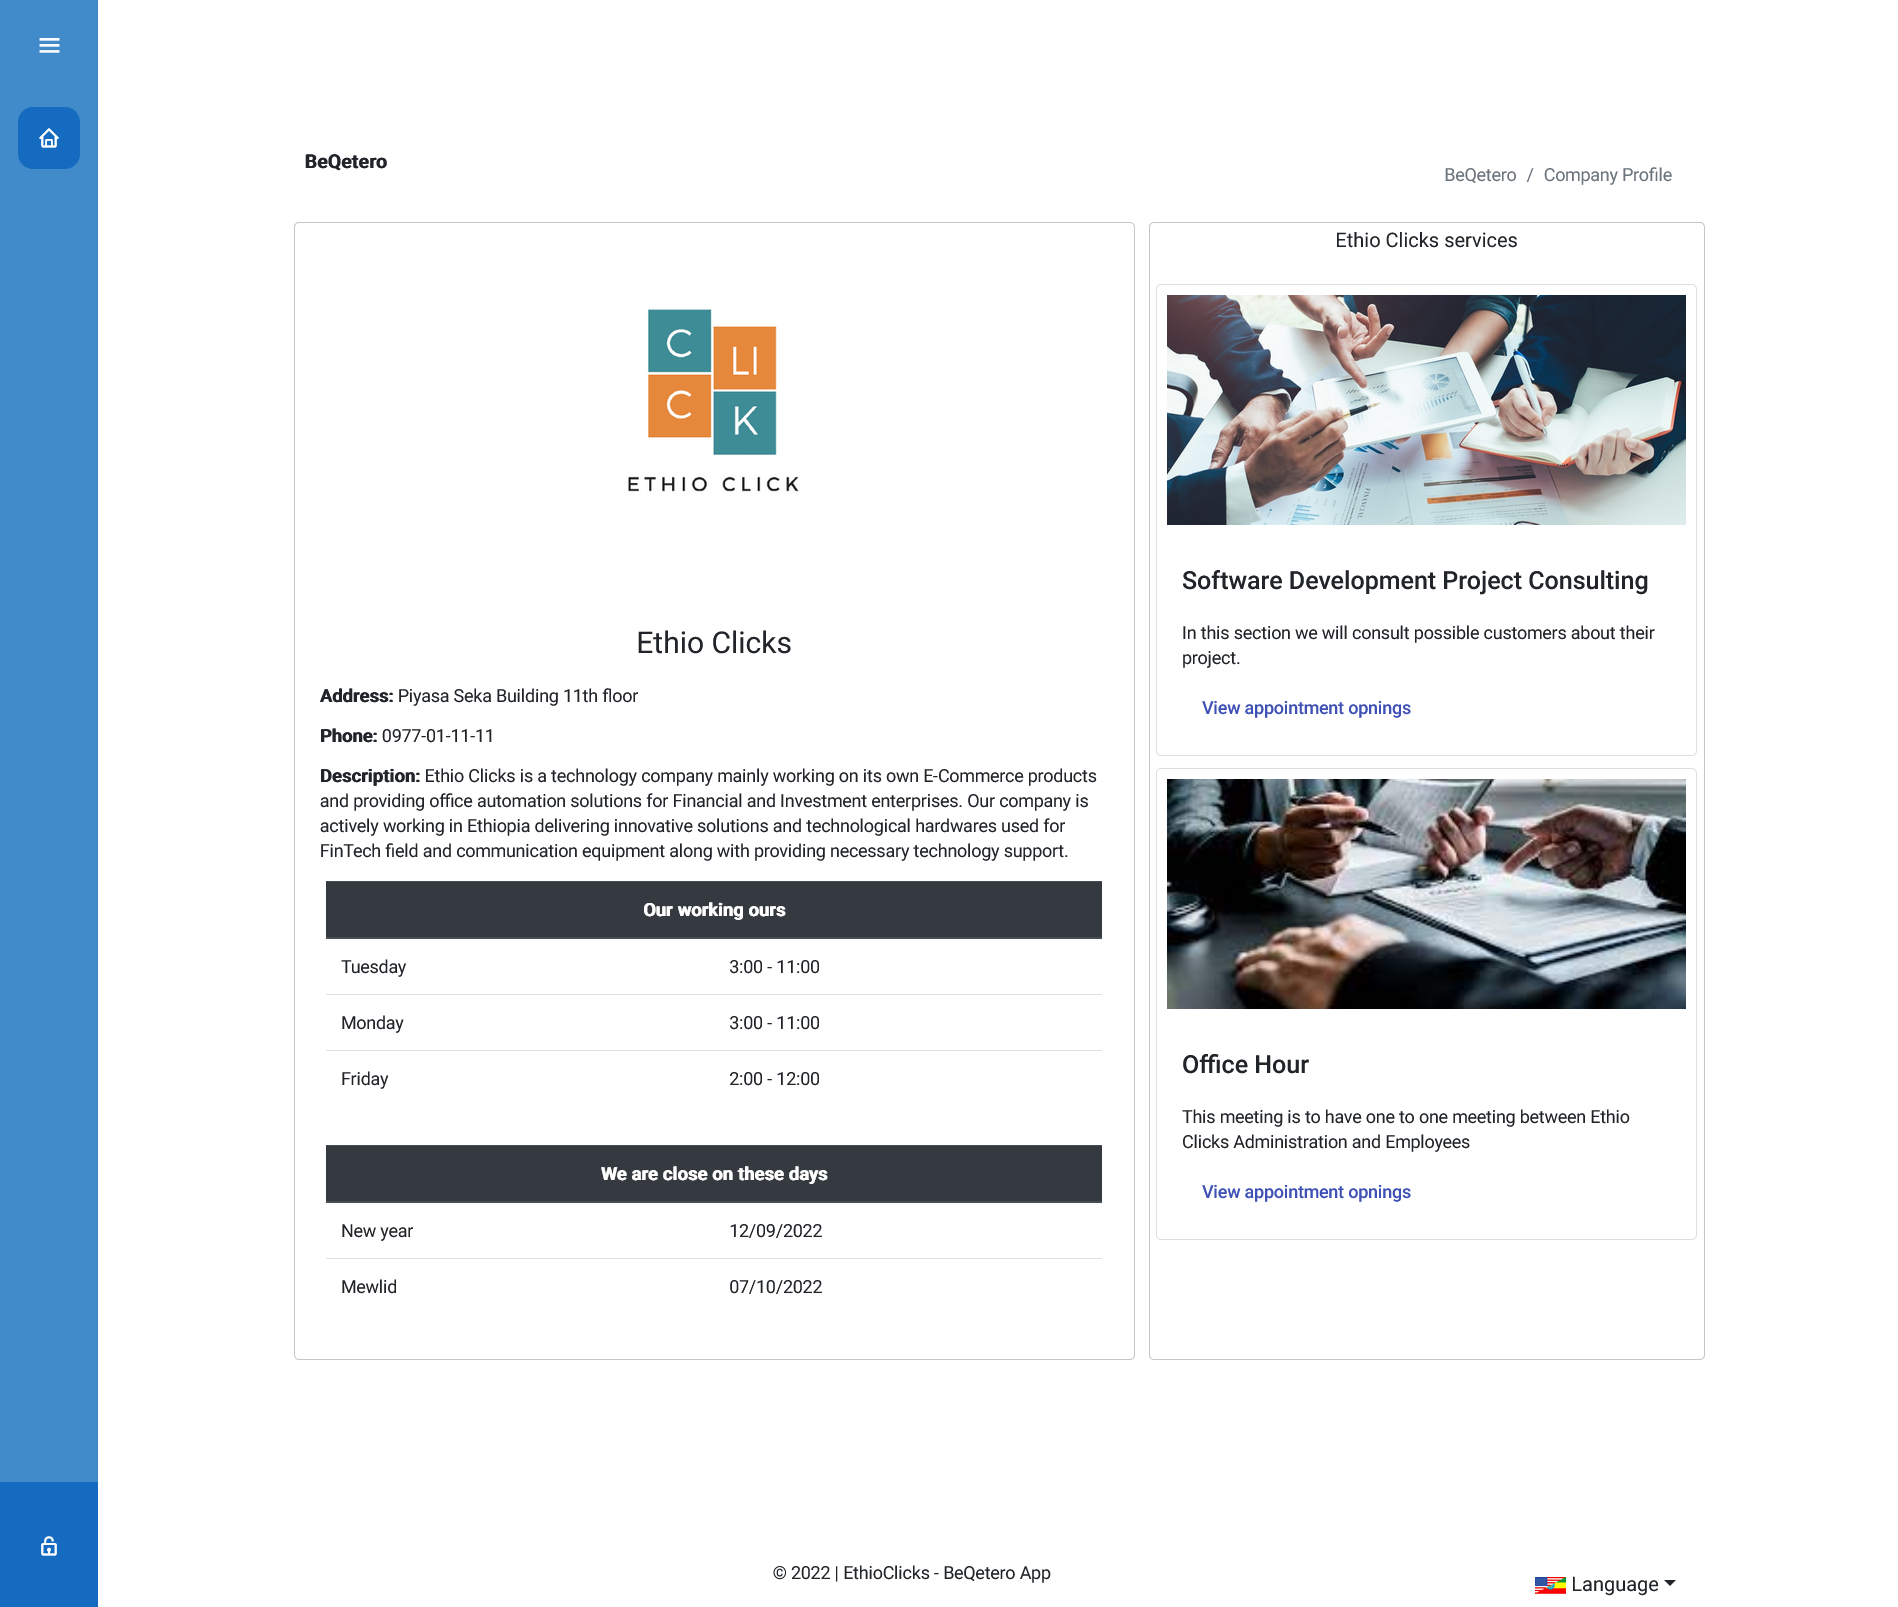 BeQetero
BeQetero / Company Profile
C
LI
C
K
ETHIO CLICK
Ethio Clicks
Address: Piyasa Seka Building 11th floor
Phone: 0977-01-11-11
Description: Ethio Clicks is a technology company mainly working on its own E-Commerce products
and providing office automation solutions for Financial and Investment enterprises. Our company is
actively working in Ethiopia delivering innovative solutions and technological hardwares used for
FinTech field and communication equipment along with providing necessary technology support.
Our working ours
Tuesday 3:00 - 11:00
Monday 3:00 - 11:00
Friday 2:00 - 12:00
We are close on these days
New year 12/09/2022
Mewlid 07/10/2022
Ethio Clicks services
FINANCIAL
Software Development Project Consulting
In this section we will consult possible customers about their
project.
View appointment opnings
Office Hour
This meeting is to have one to one meeting between Ethio
Clicks Administration and Employees
View appointment opnings
© 2022 | EthioClicks - BeQetero App
Language